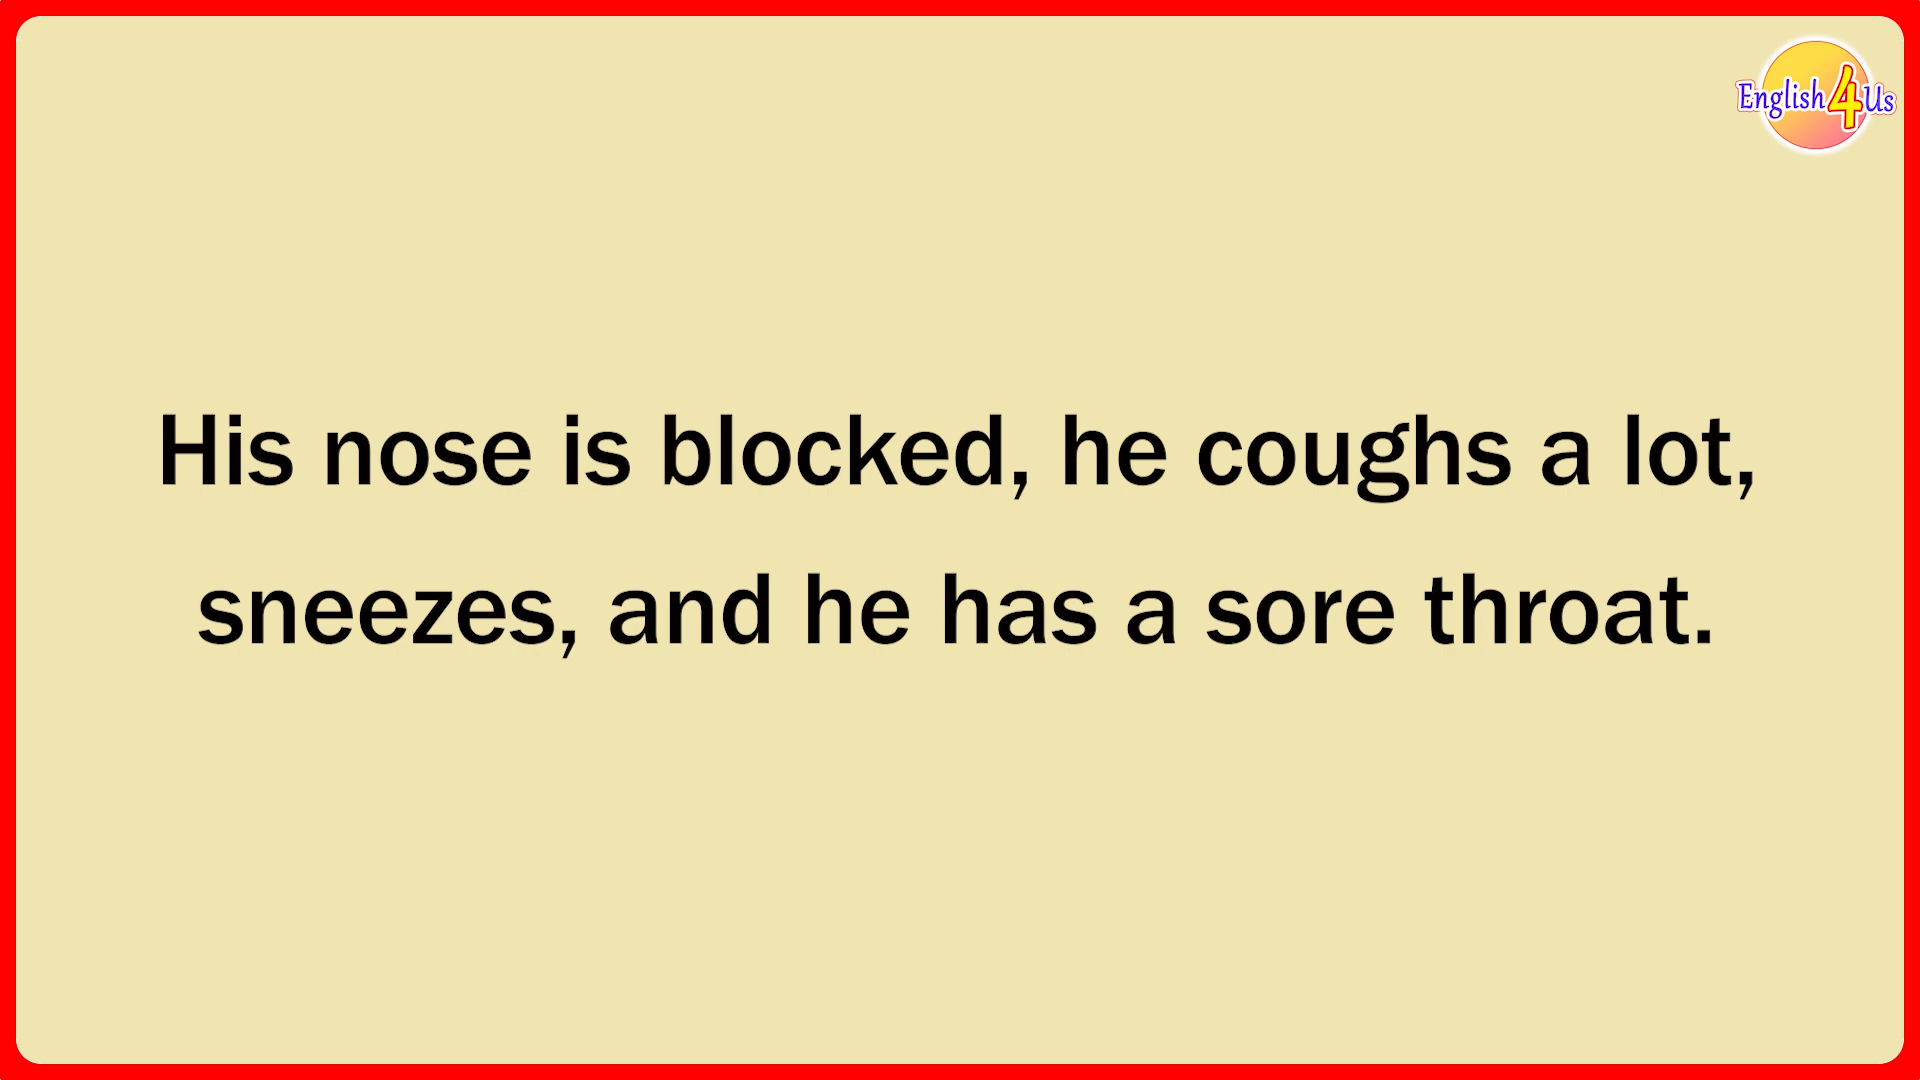 English4Us
His nose is blocked, he coughs a lot,
sneezes, and he has a sore throat.